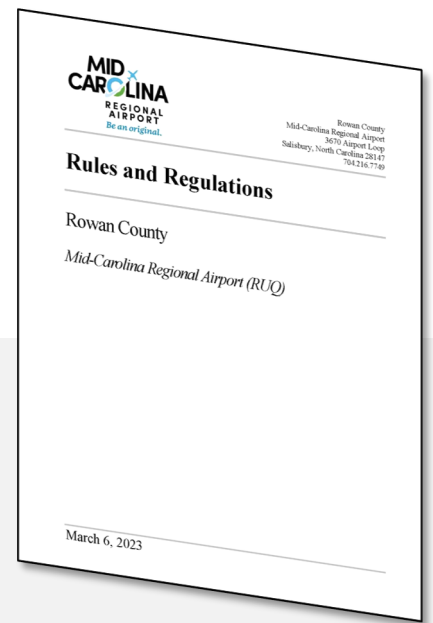 MID
CAROLINA
REGIONAL
AIRPORT
Be an original.
Rowan County
Mid-Carolina Regional Airport
3670 Airport Loop
Salisbury, North Carolina 28147
704.216.7749
Rules and Regulations
Rowan County
Mid-Carolina Regional Airport (RUQ)
March 6, 2023